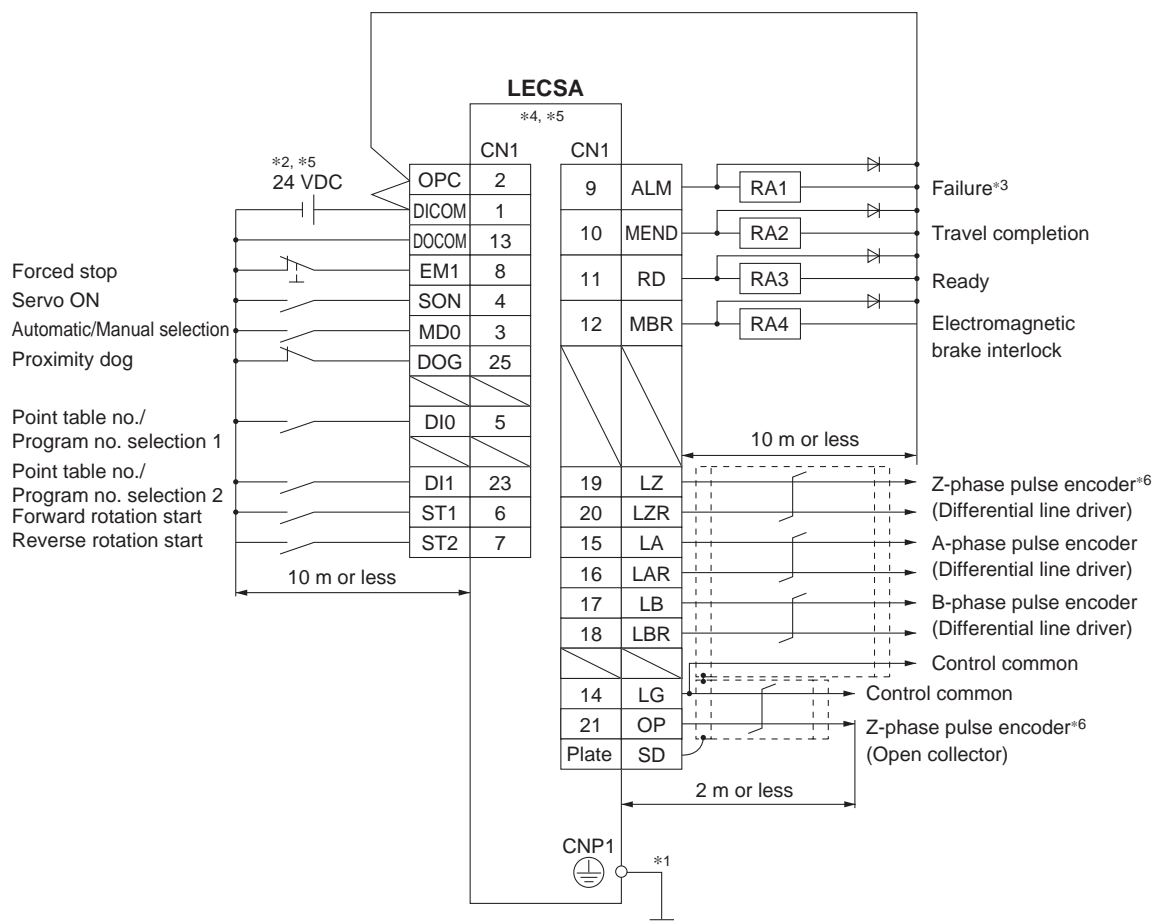 LECSA
*4, *5
CN1
CN1
*2, *5
24 VDC
OPC 2
DICOM 1
DOCOM 13
Forced stop
EM1 8
Servo ON
SON 4
Automatic/Manual selection
MD0 3
Proximity dog
DOG 25
Point table no./
Program no. selection 1
DI0 5
Point table no./
Program no. selection 2
DI1 23
Forward rotation start
ST1 6
Reverse rotation start
ST2 7
10 m or less
9 ALM RA1 Failure*3
10 MEND RA2 Travel completion
11 RD RA3 Ready
12 MBR RA4 Electromagnetic
brake interlock
10 m or less
19 LZ Z-phase pulse encoder*6
20 LZR (Differential line driver)
15 LA A-phase pulse encoder
16 LAR (Differential line driver)
17 LB B-phase pulse encoder
18 LBR (Differential line driver)
Control common
14 LG Control common
21 OP Z-phase pulse encoder*6
Plate SD (Open collector)
2 m or less
CNP1
*1